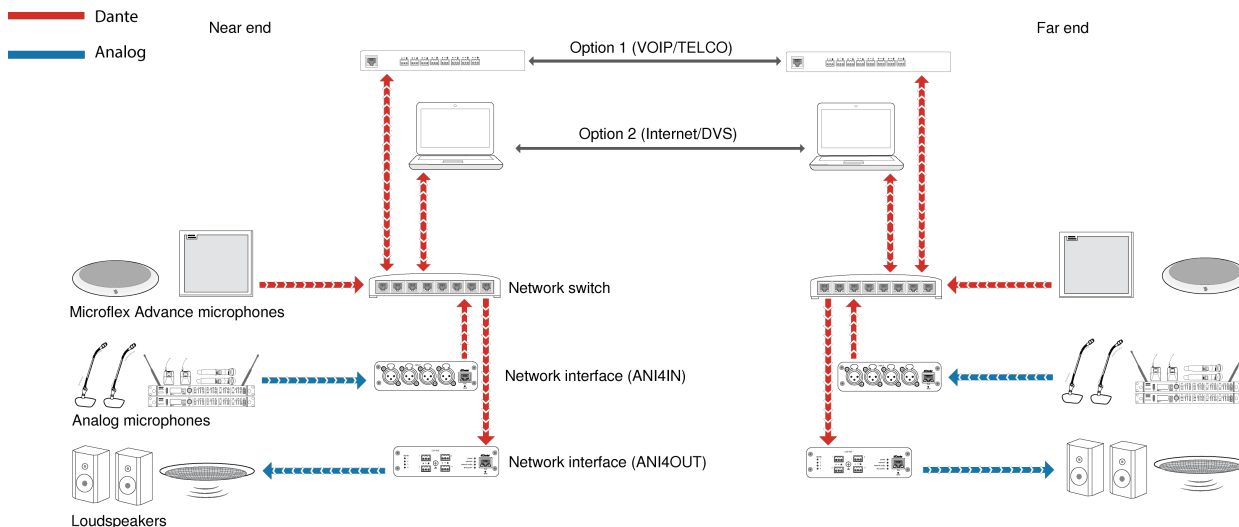 Dante
Analog
Near end
Far end
Option 1 (VOIP/TELCO)
Option 2 (Internet/DVS)
Network switch
Microflex Advance microphones
Network interface (ANI4IN)
Analog microphones
Network interface (ANI4OUT)
Loudspeakers